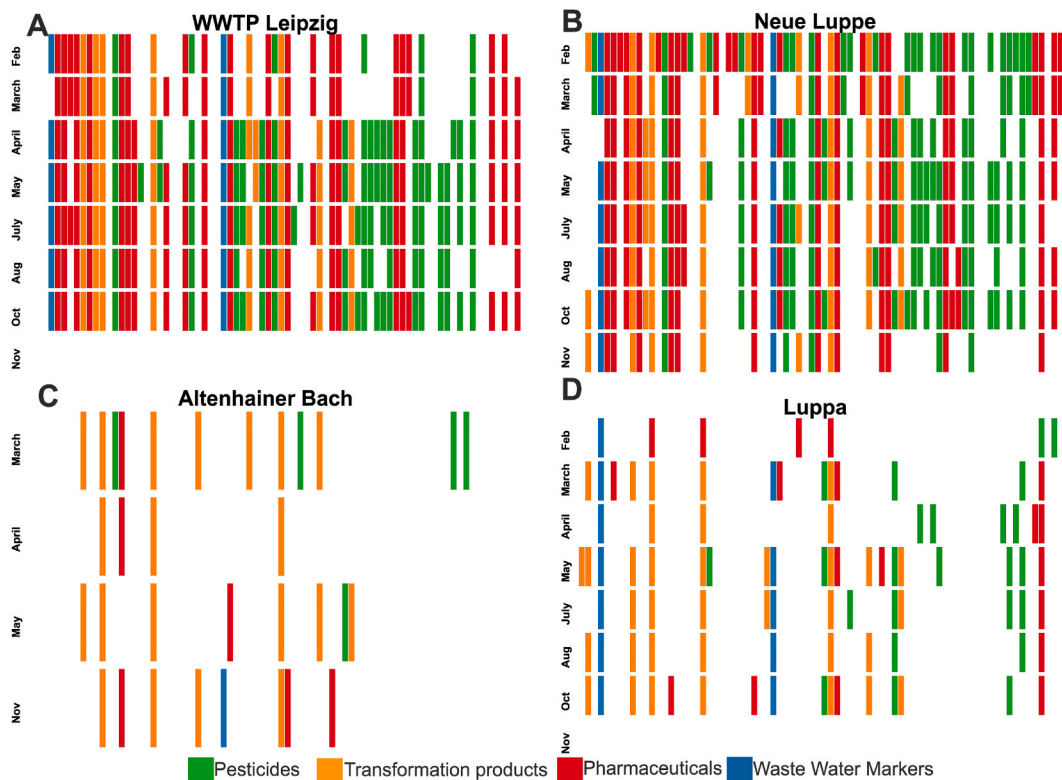 A
WWTP Leipzig
Feb
March
April
May
July
Aug
Oct
Nov
B
Neue Luppe
Feb
March
April
May
July
Aug
Oct
Nov
C
Altenhainer Bach
March
April
May
Nov
D
Luppa
Feb
March
April
May
July
Aug
Oct
Nov
Pesticides
Transformation products
Pharmaceuticals
Waste Water Markers